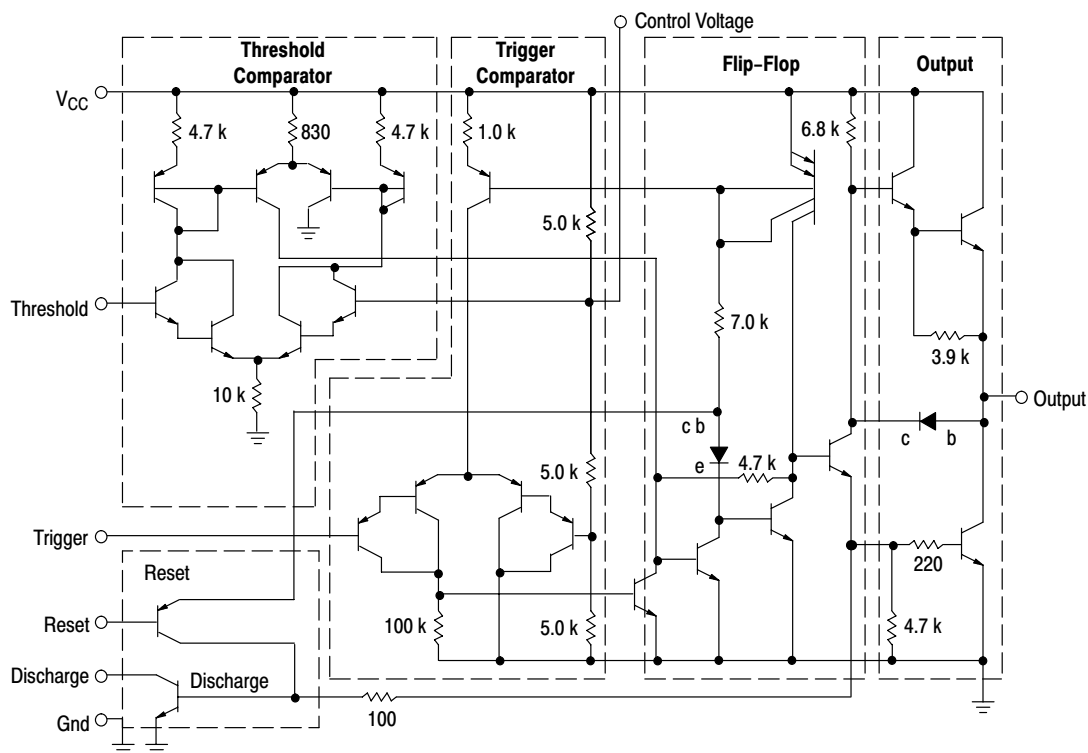 Control Voltage
Threshold
Comparator
Trigger
Comparator
Flip–Flop
Output
VCC
4.7 k
830
4.7 k
1.0 k
6.8 k
5.0 k
Threshold
7.0 k
3.9 k
10 k
Output
c b
c
b
e
4.7 k
5.0 k
Trigger
Reset
220
Reset
100 k
5.0 k
4.7 k
Discharge
Discharge
100
Gnd